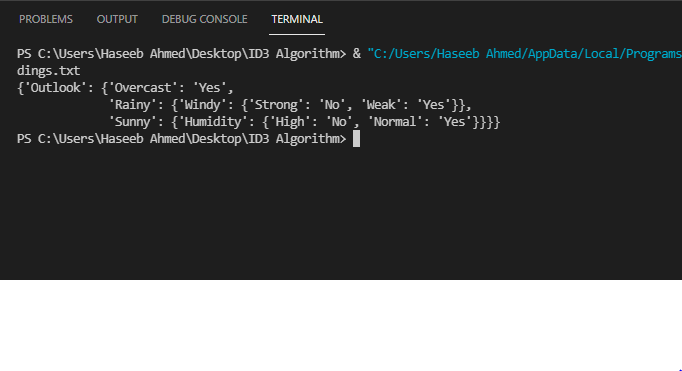 PROBLEMS OUTPUT DEBUG CONSOLE TERMINAL
PS C:\Users\Haseeb Ahmed\Desktop\ID3 Algorithm> & "C:/Users/Haseeb Ahmed/AppData/Local/Programs
dings.txt
{'Outlook': {'Overcast': 'Yes',
'Rainy': {'Windy': {'Strong': 'No', 'Weak': 'Yes'}},
'Sunny': {'Humidity': {'High': 'No', 'Normal': 'Yes'}}}}
PS C:\Users\Haseeb Ahmed\Desktop\ID3 Algorithm>